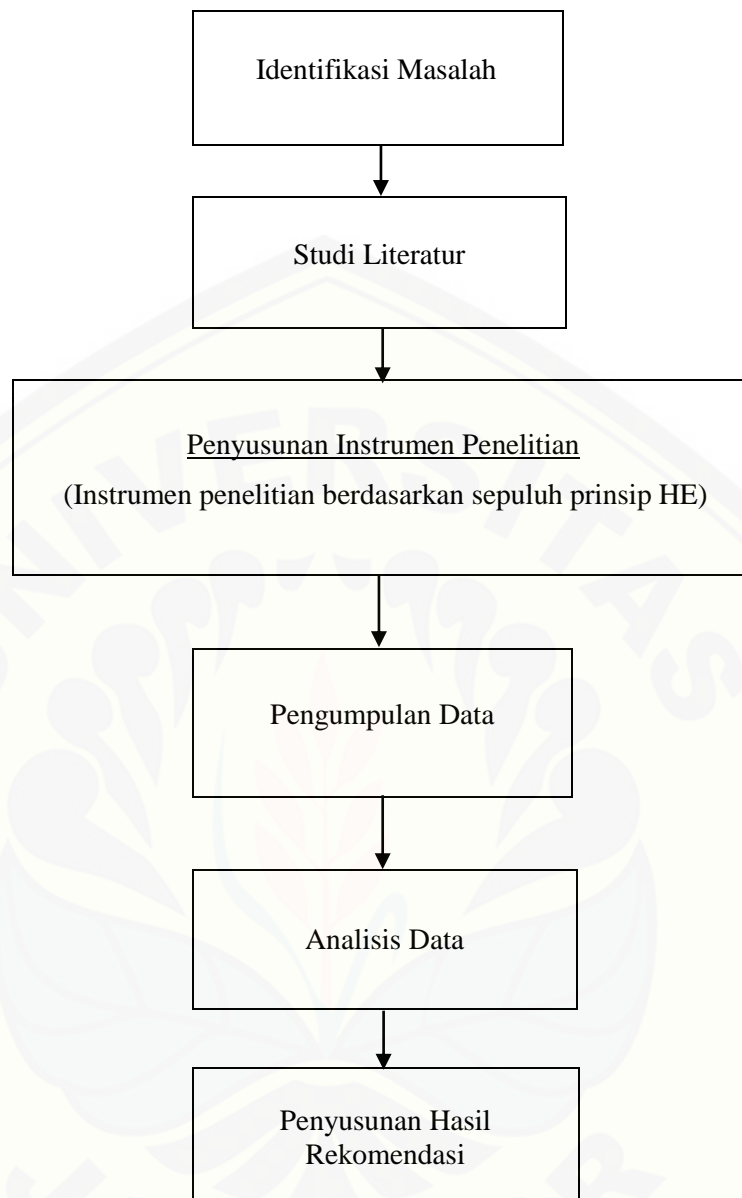 Identifikasi Masalah
Studi Literatur
Penyusunan Instrumen Penelitian
(Instrumen penelitian berdasarkan sepuluh prinsip HE)
Pengumpulan Data
Analisis Data
Penyusunan Hasil
Rekomendasi
UNIVERSITAS